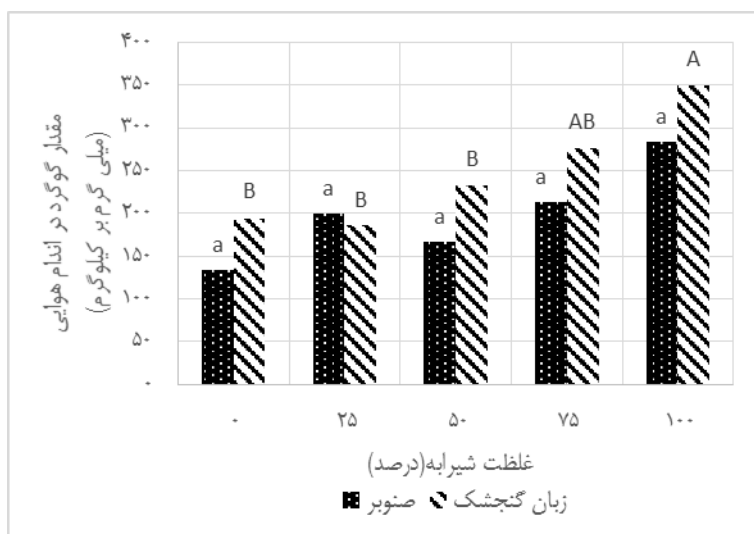 مقدار گوگرد در اندام هوایی
(میلی گرم بر کیلوگرم)
۴۰۰
۳۵۰
۳۰۰
۲۵۰
۲۰۰
۱۵۰
۱۰۰
۵۰
۰
a B
a B
a B
a AB
a A
۰ ۲۵ ۵۰ ۷۵ ۱۰۰
غلظت شیرابه(درصد)
صنوبر زبان گنجشک